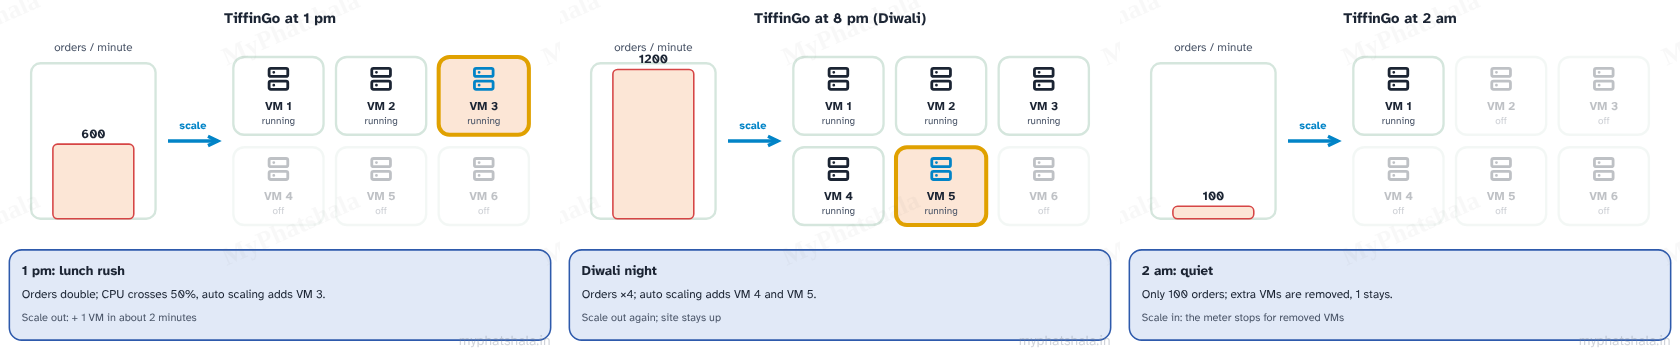 TiffinGo at 1 pm
orders / minute
600
scale
VM 1
running
VM 2
running
VM 3
running
VM 4
off
VM 5
off
VM 6
off
1 pm: lunch rush
Orders double; CPU crosses 50%, auto scaling adds VM 3.
Scale out: + 1 VM in about 2 minutes
TiffinGo at 8 pm (Diwali)
orders / minute
1200
scale
VM 1
running
VM 2
running
VM 3
running
VM 4
running
VM 5
running
VM 6
off
Diwali night
Orders ×4; auto scaling adds VM 4 and VM 5.
Scale out again; site stays up
TiffinGo at 2 am
orders / minute
100
scale
VM 1
running
VM 2
off
VM 3
off
VM 4
off
VM 5
off
VM 6
off
2 am: quiet
Only 100 orders; extra VMs are removed, 1 stays.
Scale in: the meter stops for removed VMs
MyPhatshala
myphatshala.in
myphatshala.in
myphatshala.in